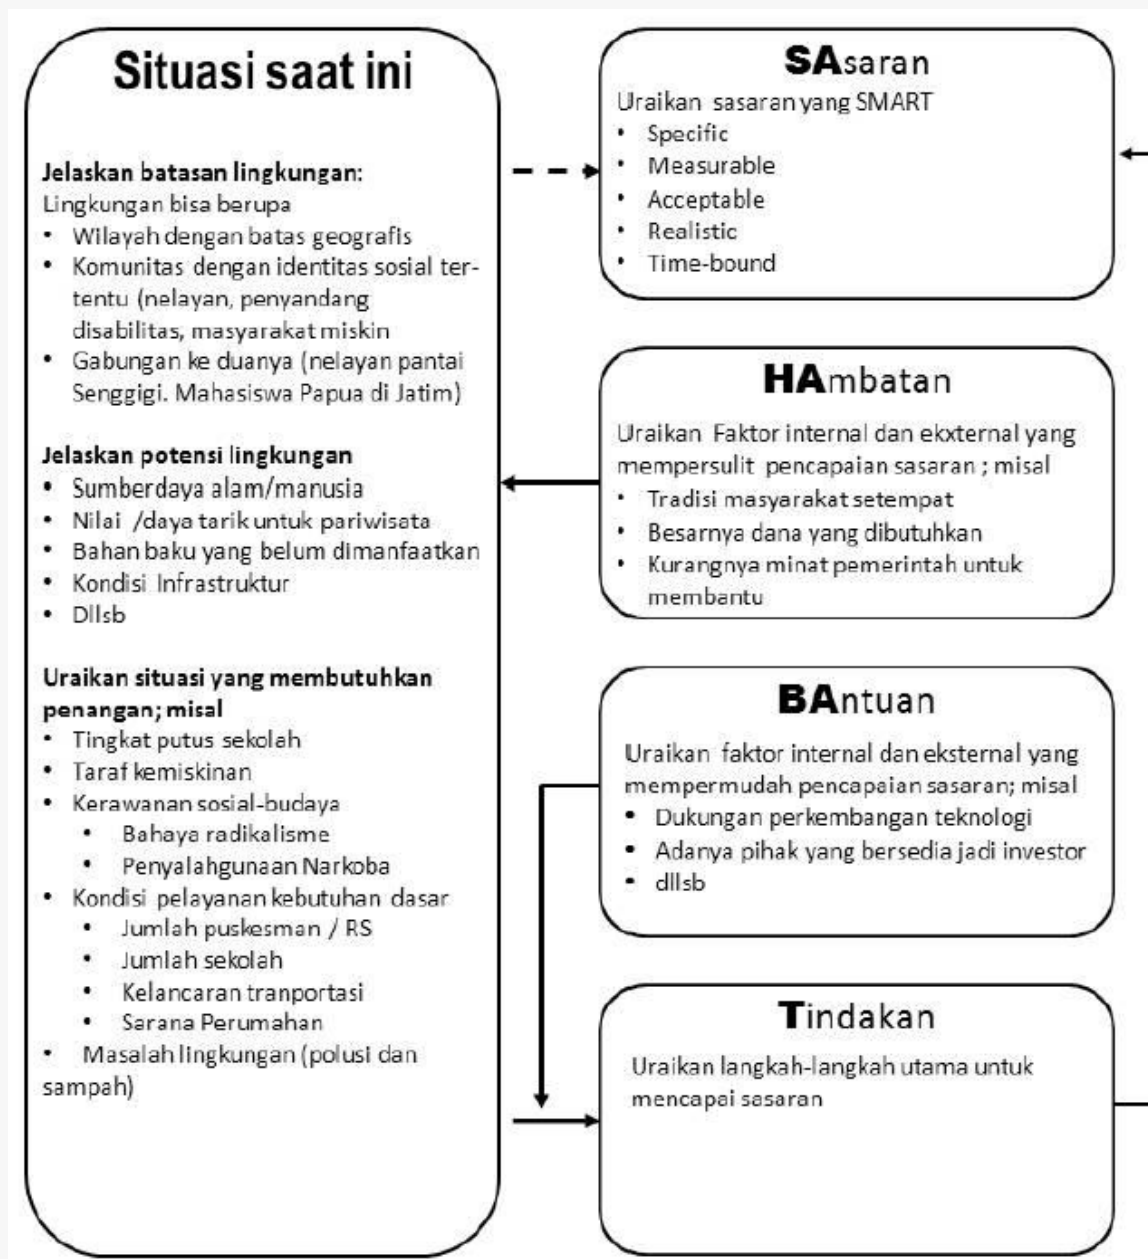 Situasi saat ini
Jelaskan batasan lingkungan:
Lingkungan bisa berupa
• Wilayah dengan batas geografis
• Komunitas dengan identitas sosial ter-
tentu (nelayan, penyandang
disabilitas, masyarakat miskin
• Gabungan ke duanya (nelayan pantai
Senggigi. Mahasiswa Papua di Jatim)
Jelaskan potensi lingkungan
• Sumberdaya alam/manusia
• Nilai /daya tarik untuk pariwisata
• Bahan baku yang belum dimanfaatkan
• Kondisi Infrastruktur
• Dllsb
Uraikan situasi yang membutuhkan
penangan; misal
• Tingkat putus sekolah
• Taraf kemiskinan
• Kerawanan sosial-budaya
• Bahaya radikalisme
• Penyalahgunaan Narkoba
• Kondisi pelayanan kebutuhan dasar
• Jumlah puskesman / RS
• Jumlah sekolah
• Kelancaran tranportasi
• Sarana Perumahan
• Masalah lingkungan (polusi dan
sampah)
SAsaran
Uraikan sasaran yang SMART
• Specific
• Measurable
• Acceptable
• Realistic
• Time-bound
HAmbatan
Uraikan Faktor internal dan ekxternal yang
mempersulit pencapaian sasaran ; misal
• Tradisi masyarakat setempat
• Besarnya dana yang dibutuhkan
• Kurangnya minat pemerintah untuk
membantu
BAntuan
Uraikan faktor internal dan eksternal yang
mempermudah pencapaian sasaran; misal
• Dukungan perkembangan teknologi
• Adanya pihak yang bersedia jadi investor
• dllsb
Tindakan
Uraikan langkah-langkah utama untuk
mencapai sasaran